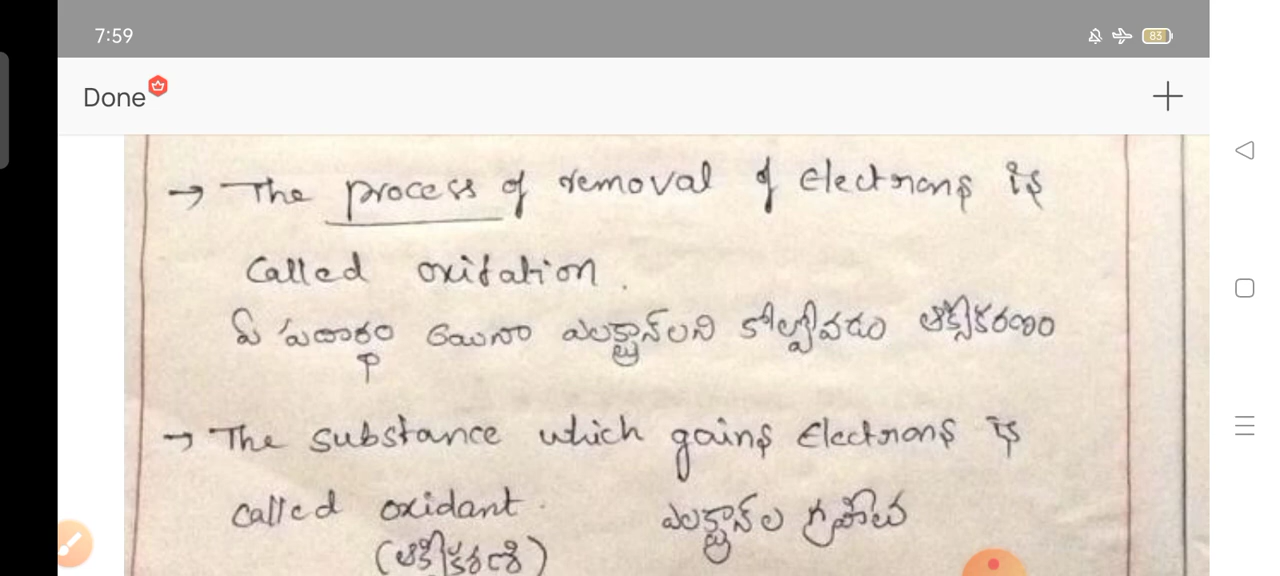 7:59
83
Done
→ The process of removal of electrons is
called oxidation.
ఏ పదార్థం అయినా ఎలక్ట్రాన్‌లని కోల్పోవడం ఆక్సీకరణం
→ The substance which gains Electrons is
called oxidant.
ఎలక్ట్రాన్‌ల గ్రహీత
(ఆక్సీకరణి)